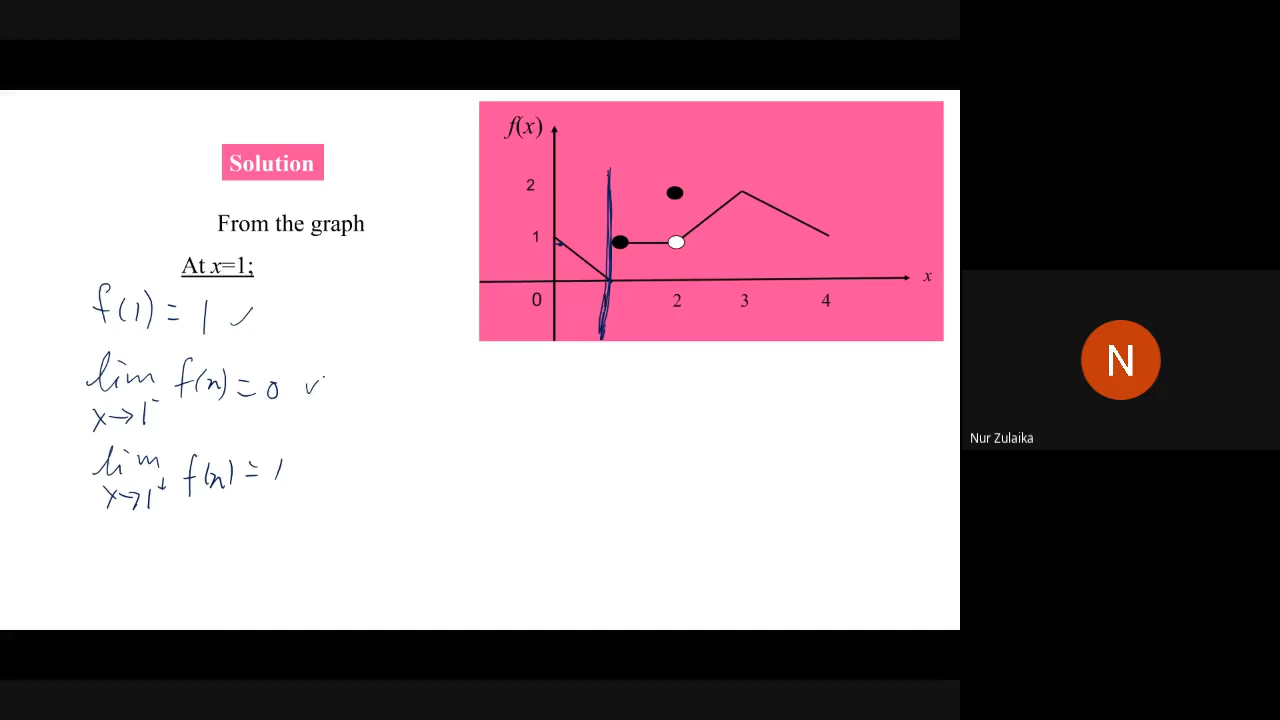 Solution
From the graph
At x=1;
f(1) = 1 ✓
lim f(x) = 0 ✓
x→1⁻
lim f(x) = 1
x→1⁺
f(x)
2
1
0
2 3 4
x
N
Nur Zulaika